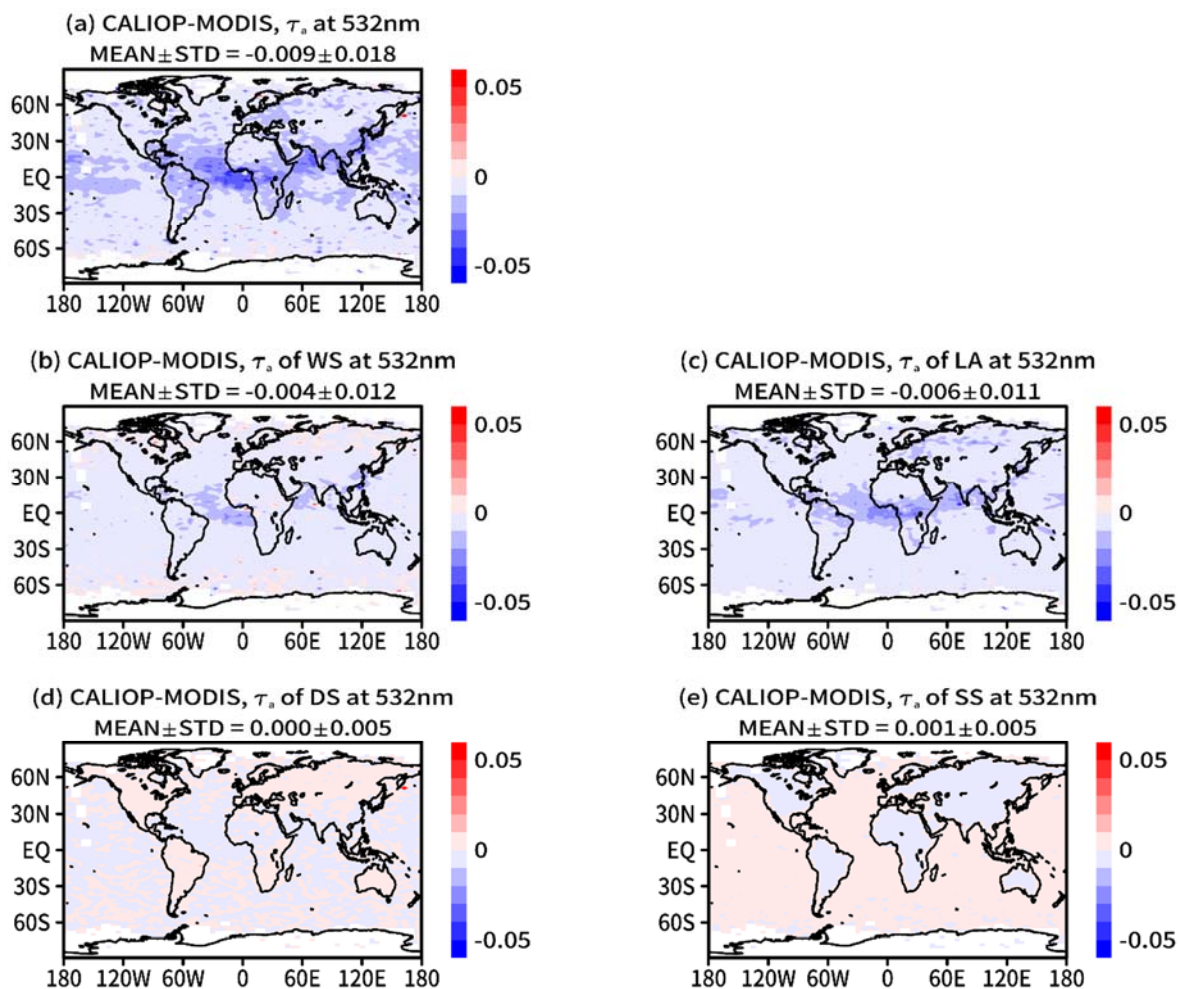 (a) CALIOP-MODIS, τa at 532nm
MEAN±STD = -0.009±0.018
60N
30N
EQ
30S
60S
180 120W 60W 0 60E 120E 180
0.05
0
-0.05
(b) CALIOP-MODIS, τa of WS at 532nm
MEAN±STD = -0.004±0.012
60N
30N
EQ
30S
60S
180 120W 60W 0 60E 120E 180
0.05
0
-0.05
(c) CALIOP-MODIS, τa of LA at 532nm
MEAN±STD = -0.006±0.011
60N
30N
EQ
30S
60S
180 120W 60W 0 60E 120E 180
0.05
0
-0.05
(d) CALIOP-MODIS, τa of DS at 532nm
MEAN±STD = 0.000±0.005
60N
30N
EQ
30S
60S
180 120W 60W 0 60E 120E 180
0.05
0
-0.05
(e) CALIOP-MODIS, τa of SS at 532nm
MEAN±STD = 0.001±0.005
60N
30N
EQ
30S
60S
180 120W 60W 0 60E 120E 180
0.05
0
-0.05